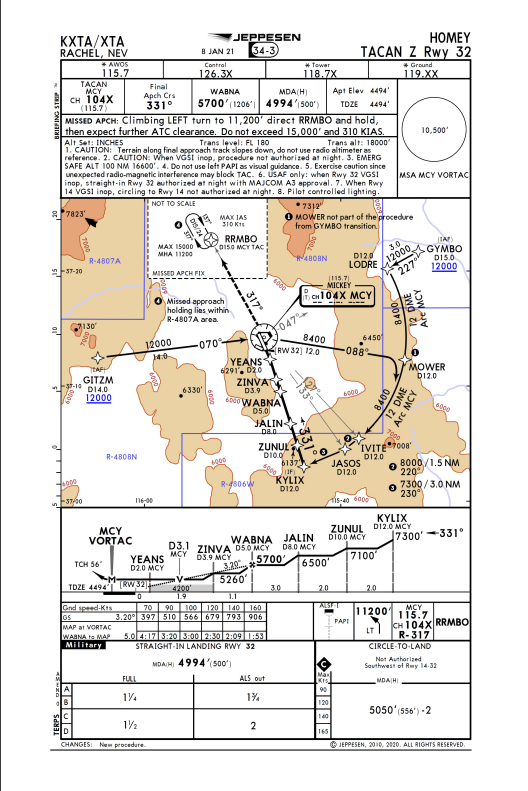 KXTA/XTA
RACHEL, NEV
JEPPESEN
8 JAN 21
34-3
HOMEY
TACAN Z Rwy 32
* AWOS
115.7
Control
126.3X
* Tower
118.7X
* Ground
119.XX
BRIEFING STRIP
TACAN
MCY
CH 104X
(115.7)
Final
Apch Crs
331°
WABNA
5700' (1206')
MDA(H)
4994' (500')
Apt Elev 4494'
TDZE 4494'
MISSED APCH: Climbing LEFT turn to 11,200' direct RRMBO and hold,
then expect further ATC clearance. Do not exceed 15,000' and 310 KIAS.
Alt Set: INCHES
Trans level: FL 180
Trans alt: 18000'
1. CAUTION: Terrain along final approach track slopes down, do not use radio altimeter as
reference. 2. CAUTION: When VGSI inop, procedure not authorized at night. 3. EMERG
SAFE ALT 100 NM 16600'. 4. Do not use left PAPI as visual guidance. 5. Exercise caution since
unexpected radio-magnetic interference may block TAC. 6. USAF only: when Rwy 32 VGSI
inop, straight-in Rwy 32 authorized at night with MAJCOM A3 approval. 7. When Rwy
14 VGSI inop, circling to Rwy 14 not authorized at night. 8. Pilot controlled lighting.
10,500'
MSA MCY VORTAC
NOT TO SCALE
7823'
7000
R-4807A
37-20
MAX IAS
310 Kts
D15/24
137°
317°
RRMBO
D15.0 MCY TAC
MAX 15000
MHA 11200
MISSED APCH FIX
7312'
1 MOWER not part of the procedure
from GYMBO transition.
R-4808N
D12.0
LODRE
3.0
12000
227°
(IAF)
GYMBO
D15.0
12000
4 Missed approach
holding lies within
R-4807A area.
317°
(115.7)
MICKEY
D
(T) CH 104X MCY
047°
8400
12 DME
Arc MCY
7130'
12000
070°
14.0
(IAF)
GITZM
D14.0
12000
[RW32] 12.0
8400
088°
6450'
MOWER
D12.0
YEANS
D2.0
6291'
ZINVA
D3.9
WABNA
D5.0
JALIN
D8.0
ZUNUL
D10.0
6137'
(IF)
KYLIX
D12.0
331°
8400
12 DME
Arc MCY
6330'
6000
37-10
R-4808N
R-4806W
IVITE
D12.0
JASOS
D12.0
7008'
2 8000/1.5 NM
220°
3 7300/3.0 NM
230°
37-00
116-00
115-40
MCY
VORTAC
YEANS
D2.0 MCY
D3.1
MCY
ZINVA
D3.9 MCY
WABNA
D5.0 MCY
JALIN
D8.0 MCY
ZUNUL
D10.0 MCY
KYLIX
D12.0 MCY
7300'
331°
7100'
6500'
5700'
5260'
3.20°
4200'
TCH 56'
M
V
[RW32]
TDZE 4494'
0
1.9
1.1
3.0
2.0
2.0
Gnd speed-Kts 70 90 100 120 140 160
GS 3.20° 397 510 566 679 793 906
MAP at VORTAC
WABNA to MAP 5.0 4:17 3:20 3:00 2:30 2:09 1:53
ALSF-I
PAPI
11200'
LT
MCY
115.7
CH 104X
R-317
RRMBO
Military
STRAIGHT-IN LANDING RWY 32
MDA(H) 4994' (500')
FULL
ALS out
CIRCLE-TO-LAND
Not Authorized
Southwest of Rwy 14-32
C
Max
Kts
MDA(H)
A
B
C
D
1¼
1¾
1½
2
90
120
140
165
5050' (556') -2
AMEND 0
TERPS
CHANGES: New procedure.
© JEPPESEN, 2010, 2020. ALL RIGHTS RESERVED.